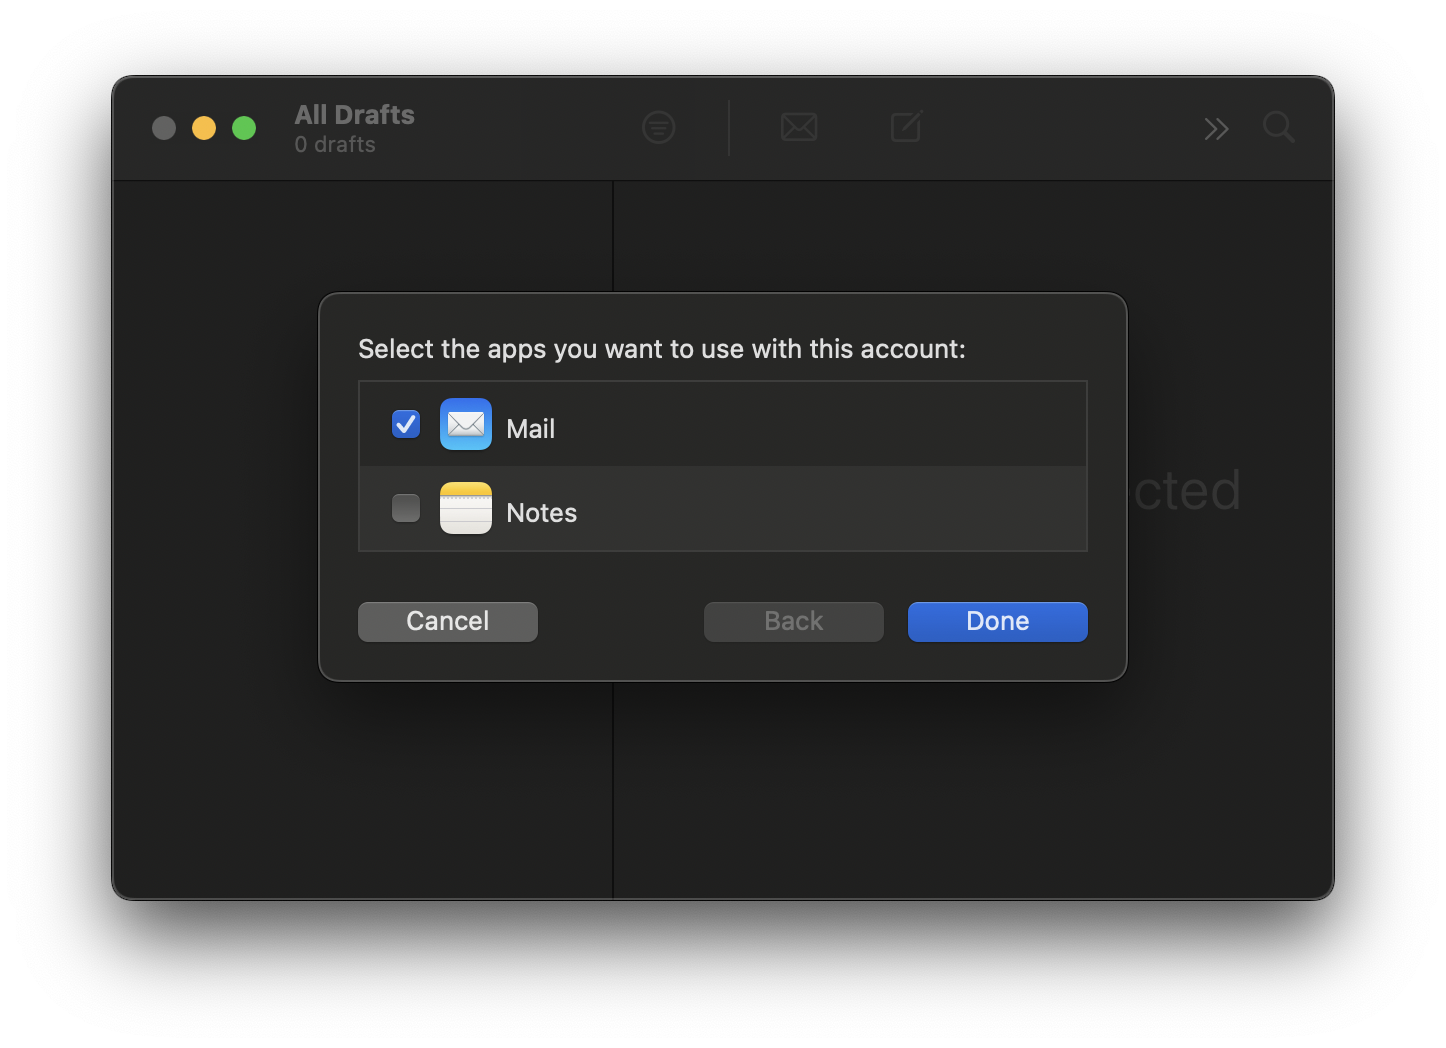 All Drafts
0 drafts
Select the apps you want to use with this account:
Mail
Notes
cted
Cancel
Back
Done